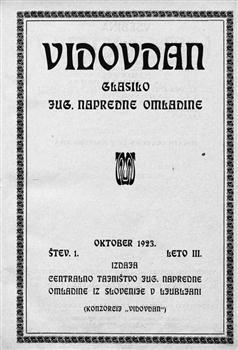 VIDOVDAN
GLASILO
JUG. NAPREDNE OMLADINE
OKTOBER 1923.
ŠTEV. 1. LETO III.
IZDAJA
CENTRALNO TAJNIŠTVO JUG. NAPREDNE
OMLADINE IZ SLOVENIJE V LJUBLJANI
(KONZORCIJ „VIDOVDAN")